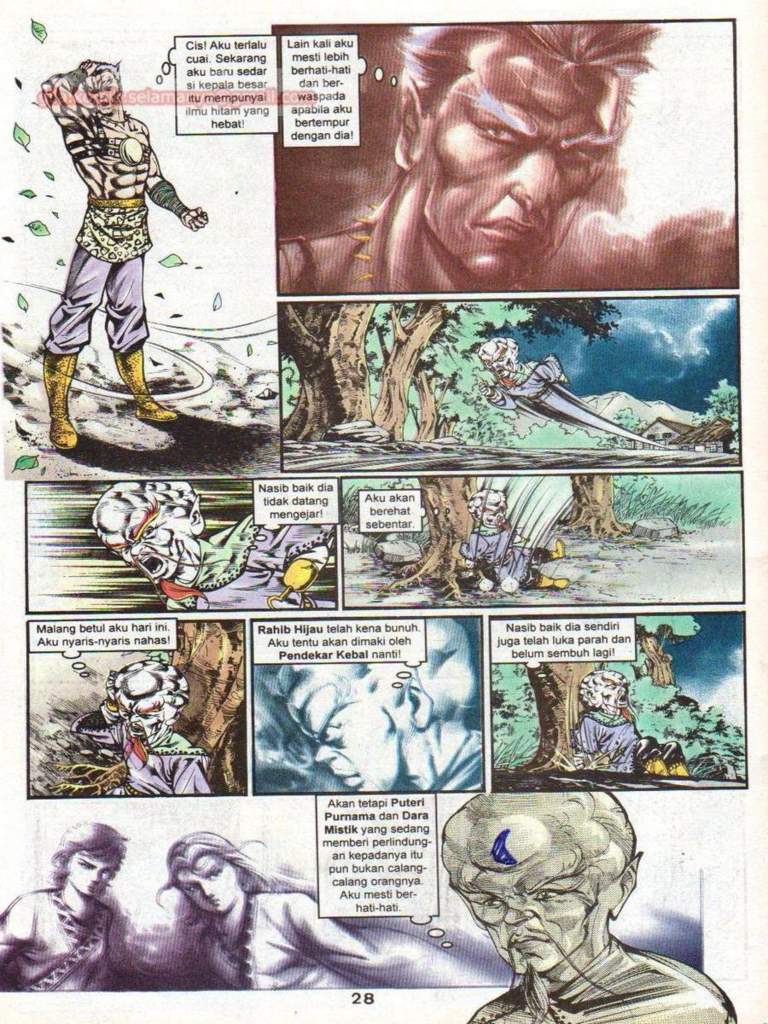 Cis! Aku terlalu
cuai. Sekarang
aku baru sedar
si kepala besar
itu mempunyai
ilmu hitam yang
hebat!
Lain kali aku
mesti lebih
berhati-hati
dan ber-
waspada
apabila aku
bertempur
dengan dia!
Nasib baik dia
tidak datang
mengejar!
Aku akan
berehat
sebentar.
Malang betul aku hari ini.
Aku nyaris-nyaris nahas!
Rahib Hijau telah kena bunuh.
Aku tentu akan dimaki oleh
Pendekar Kebal nanti!
Nasib baik dia sendiri
juga telah luka parah dan
belum sembuh lagi!
Akan tetapi Puteri
Purnama dan Dara
Mistik yang sedang
memberi perlindung-
an kepadanya itu
pun bukan calang-
calang orangnya.
Aku mesti ber-
hati-hati.
28